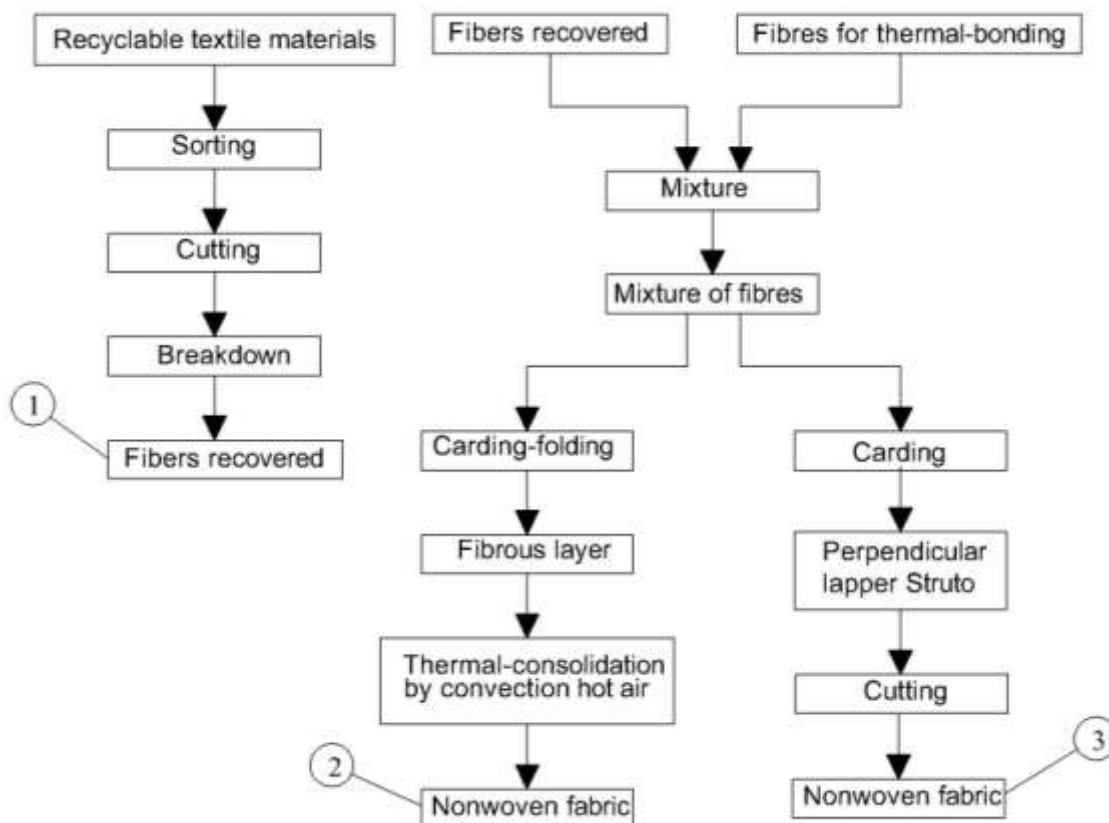 Recyclable textile materials
Sorting
Cutting
Breakdown
1
Fibers recovered
Fibers recovered
Fibres for thermal-bonding
Mixture
Mixture of fibres
Carding-folding
Fibrous layer
Thermal-consolidation
by convection hot air
2
Nonwoven fabric
Carding
Perpendicular
lapper Struto
Cutting
3
Nonwoven fabric